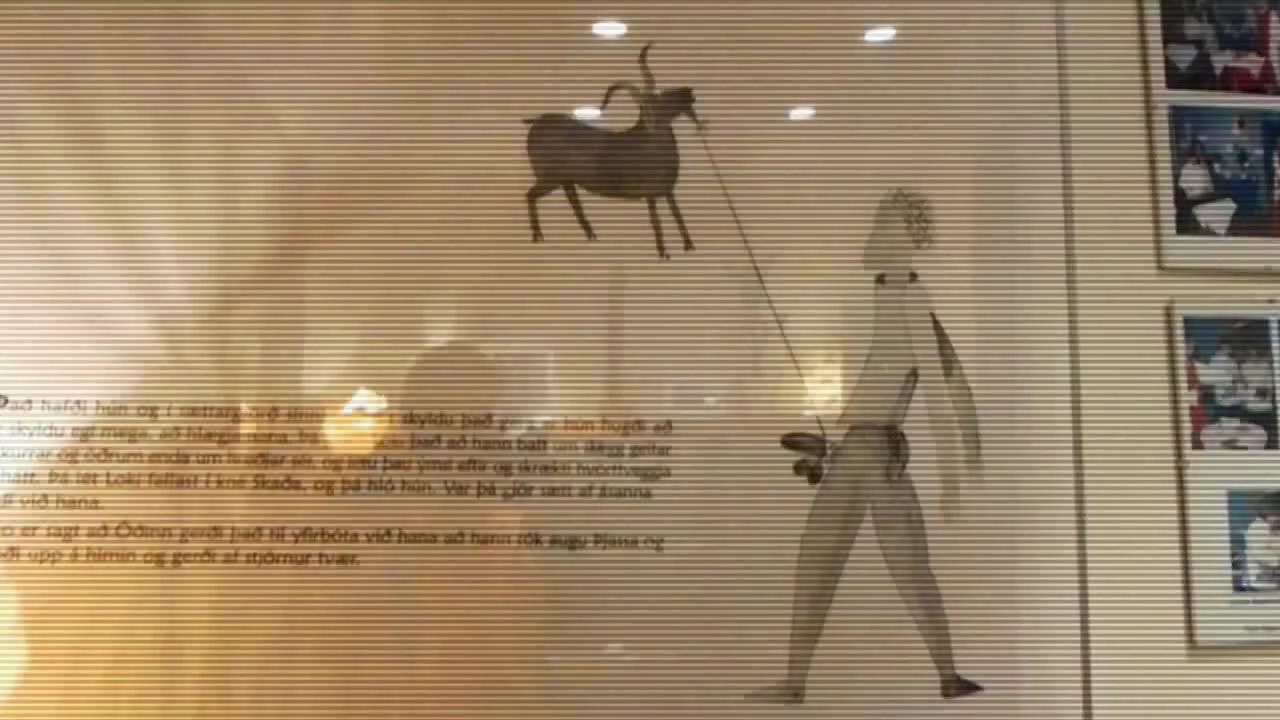 Það hafði hún og í sættargjörð sinni skyldu það gera er hún hugði að
skyldu eigi mega, að hlægja hana. Þá það að hann batt um skegg geitar
og öðrum enda um hreðjar sér, og létu þau ýmsi eftir og skrækti hvortтveggja
hátt. Þá lét Loki fallast í kné Skaða, og þá hló hún. Var þá gjör sætt af ásanna
við hana.
er sagt að Óðinn gerði það til yfirbóta við hana að hann tók augu Þjassa og
upp á himin og gerði af stjörnur tvær.